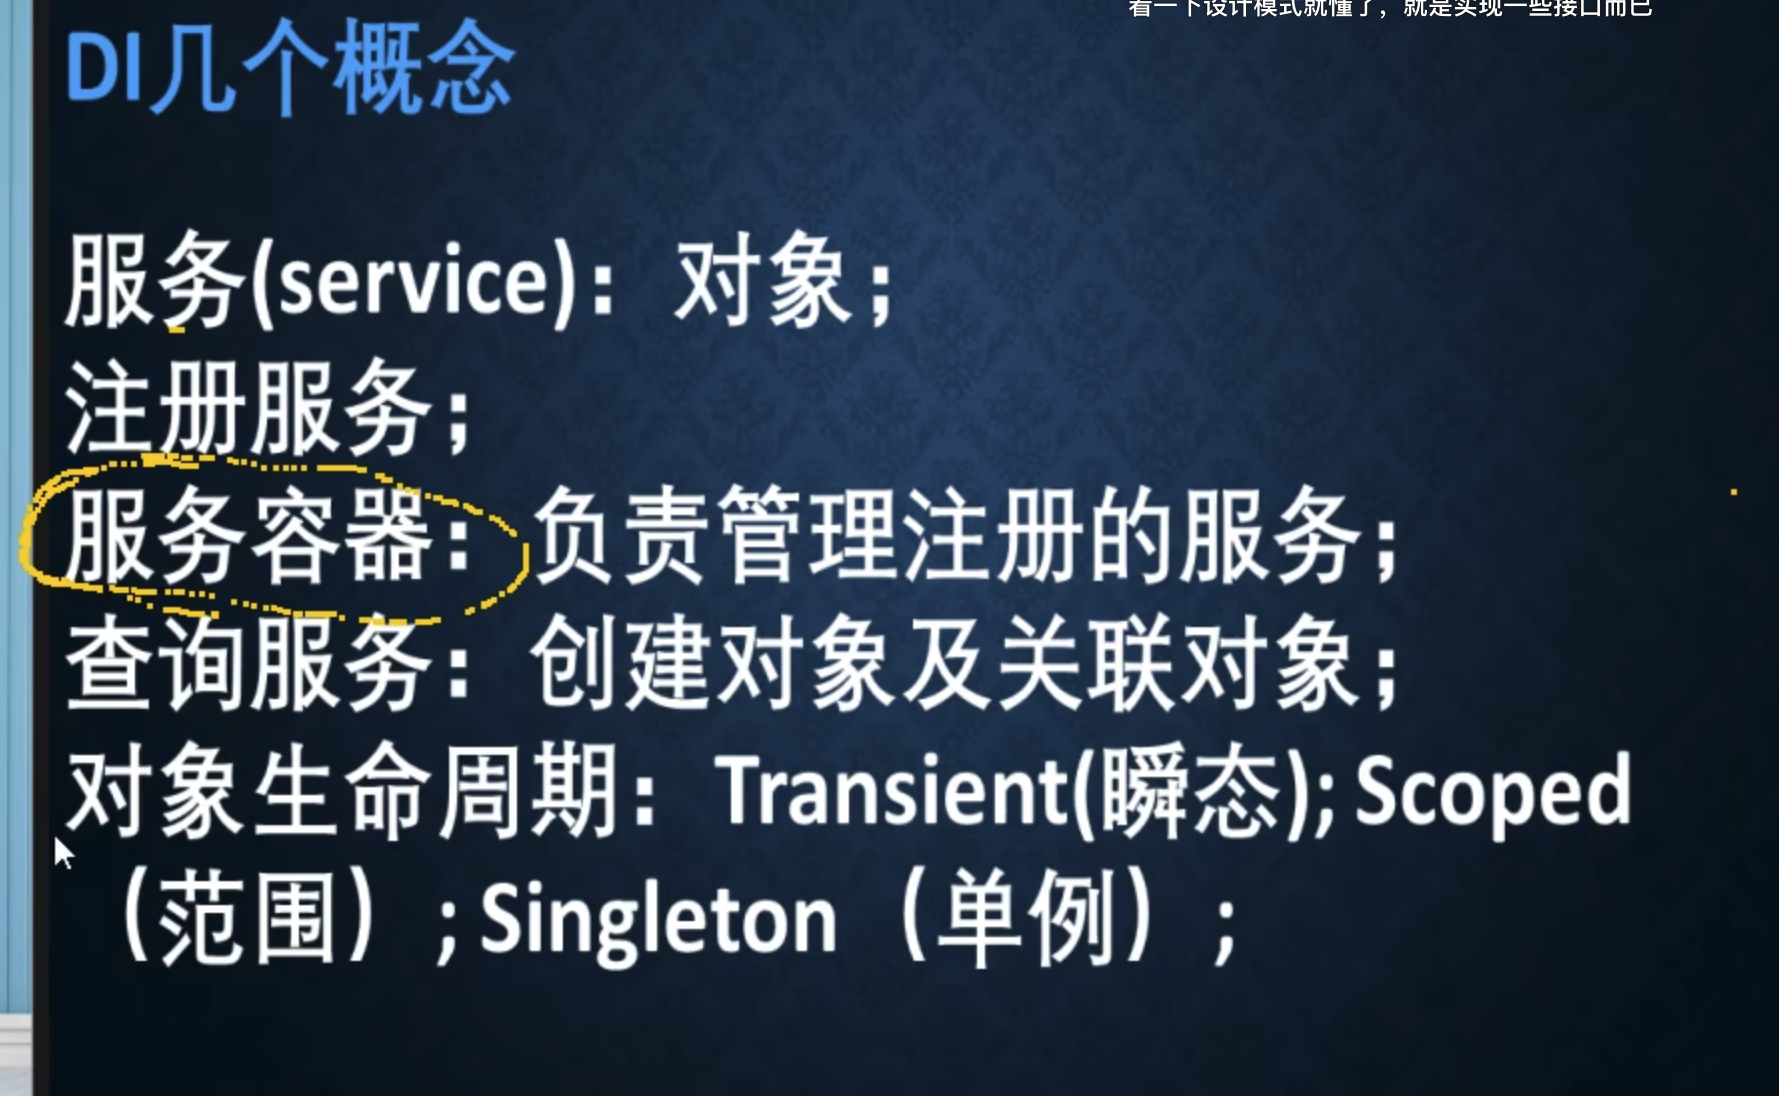 看一下设计模式就懂了，就是实现一些接口而已
DI几个概念
服务(service)：对象；
注册服务；
服务容器：负责管理注册的服务；
查询服务：创建对象及关联对象；
对象生命周期：Transient(瞬态); Scoped
（范围）; Singleton（单例）;